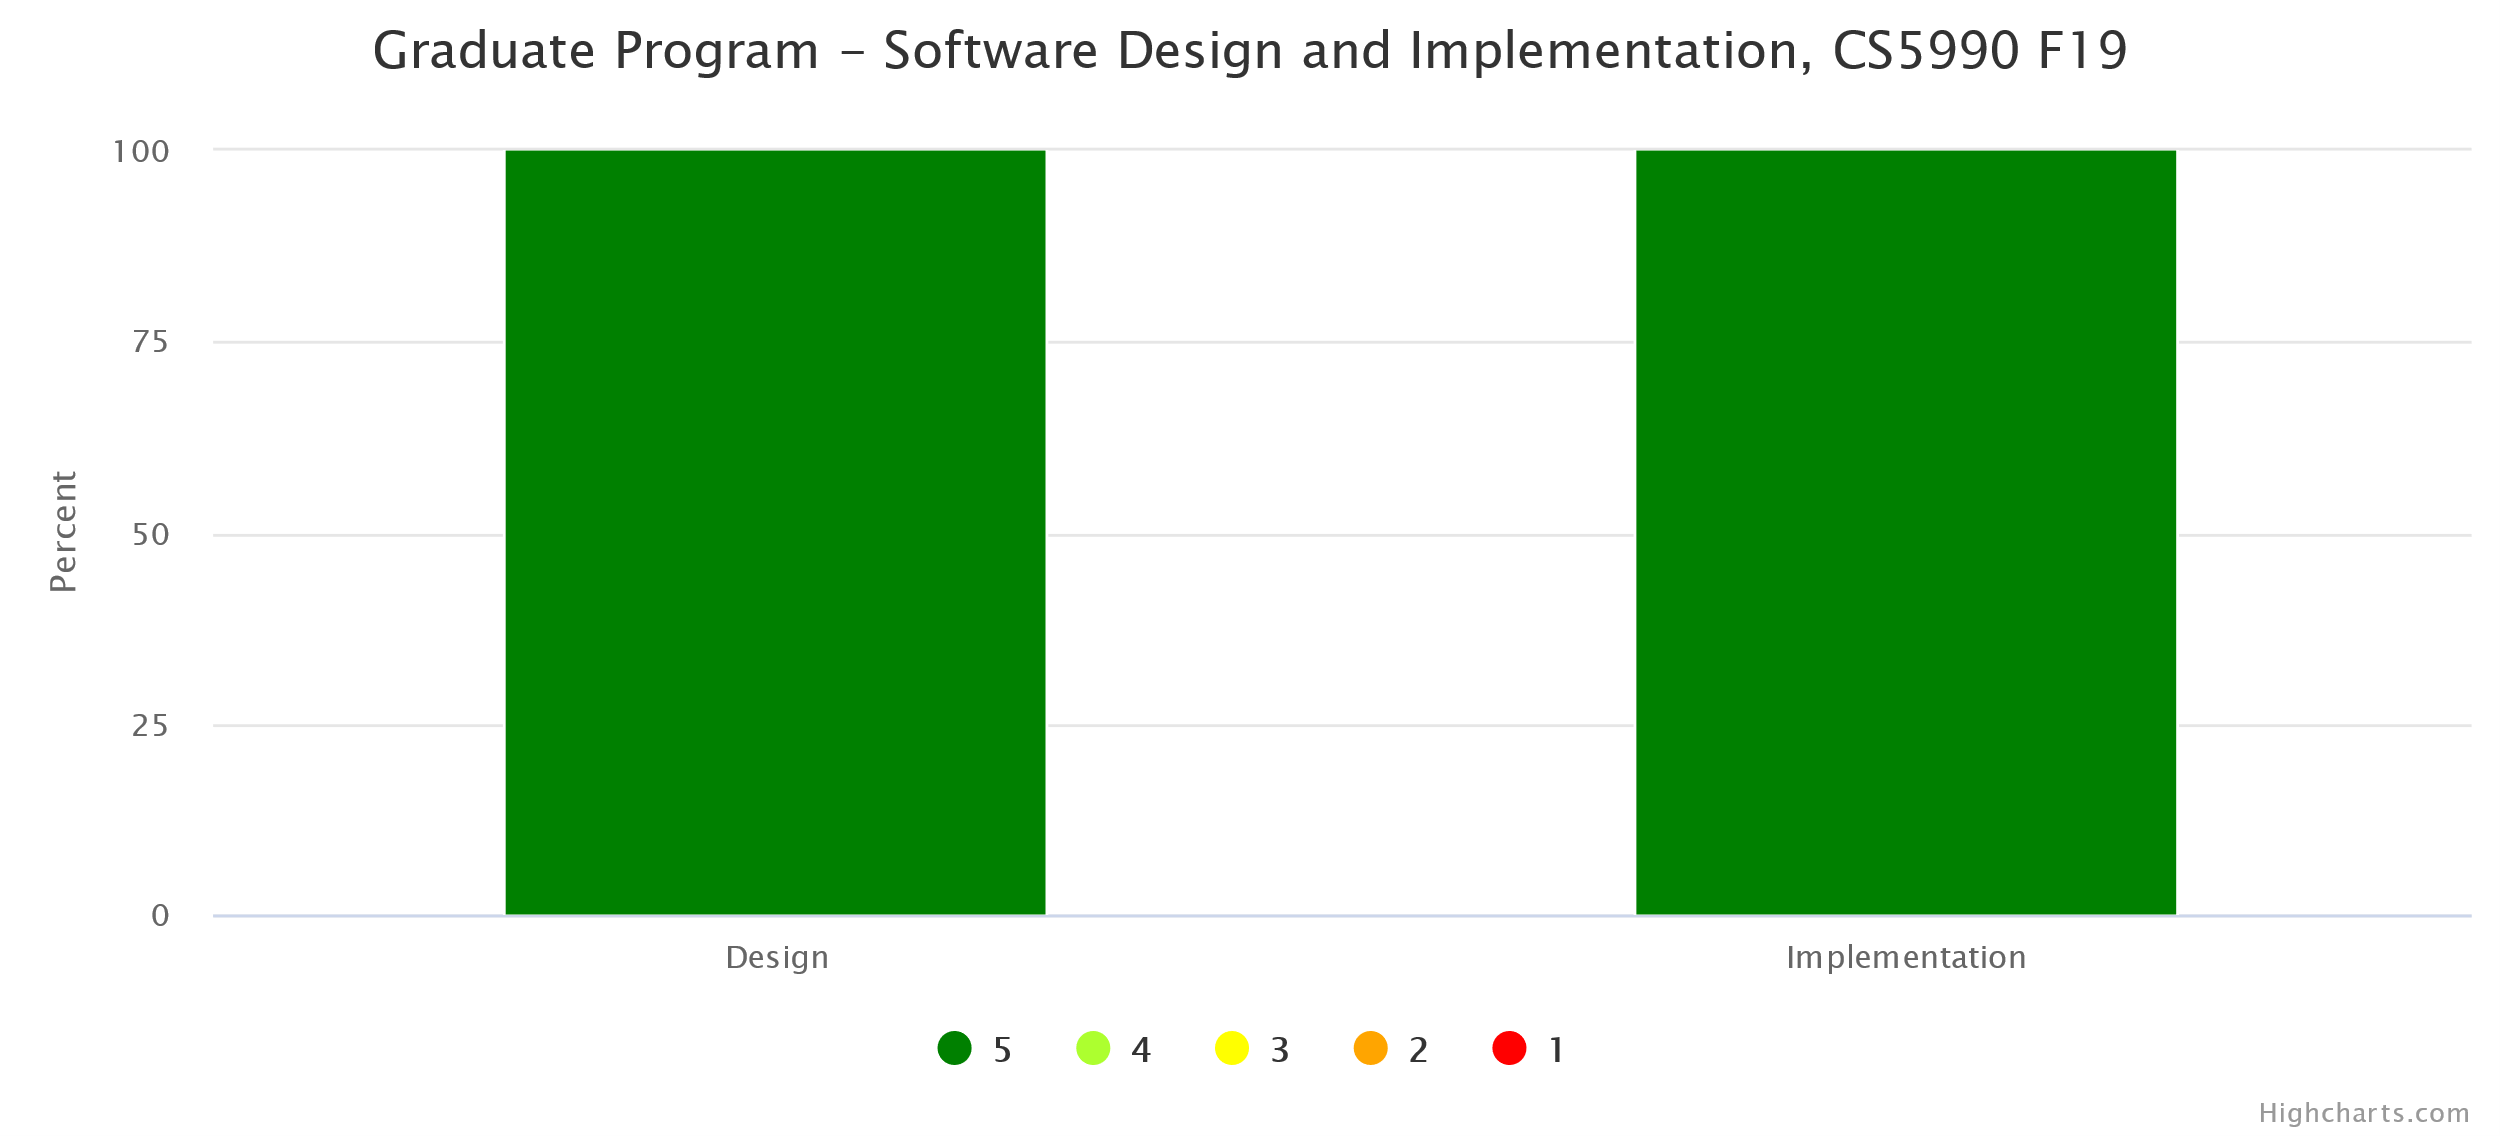 Graduate Program – Software Design and Implementation, CS5990 F19
100
75
50
25
0
Percent
Design
Implementation
5 4 3 2 1
Highcharts.com